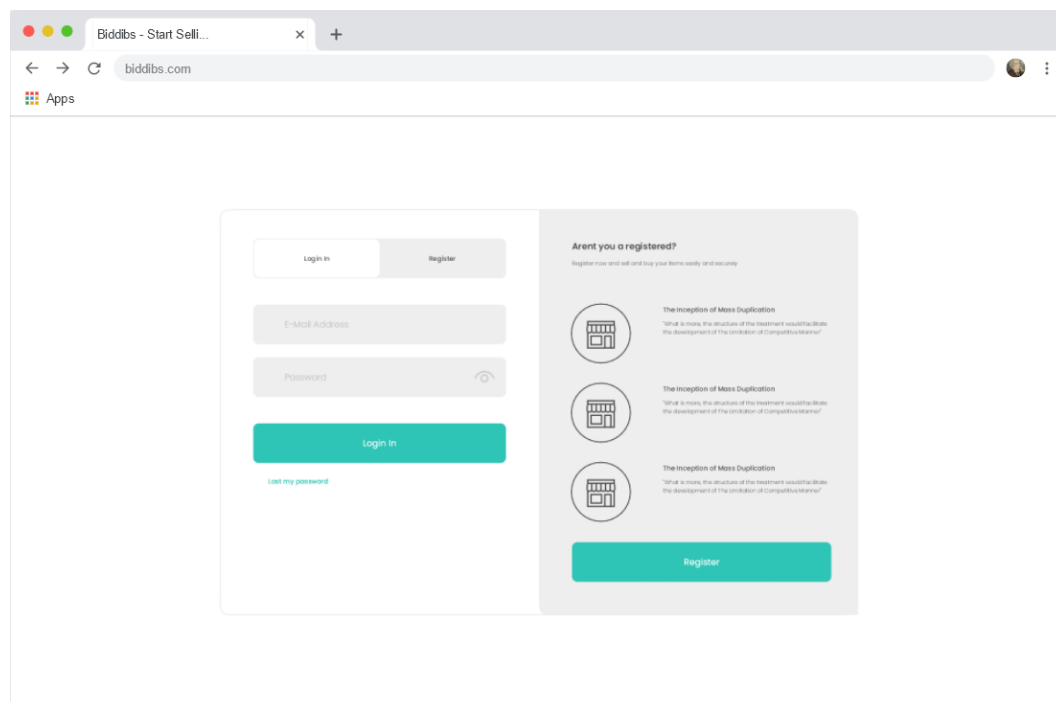 Biddibs - Start Selli...
biddibs.com
Apps
Login In
Register
E-Mail Address
Password
Login In
Lost my password
Arent you a registered?
Register now and sell and buy your items easily and securely
The Inception of Mass Duplication
"What is more, the structure of the treatment would facilitate
the development of The Limitation of Competitive Manner"
The Inception of Mass Duplication
"What is more, the structure of the treatment would facilitate
the development of The Limitation of Competitive Manner"
The Inception of Mass Duplication
"What is more, the structure of the treatment would facilitate
the development of The Limitation of Competitive Manner"
Register